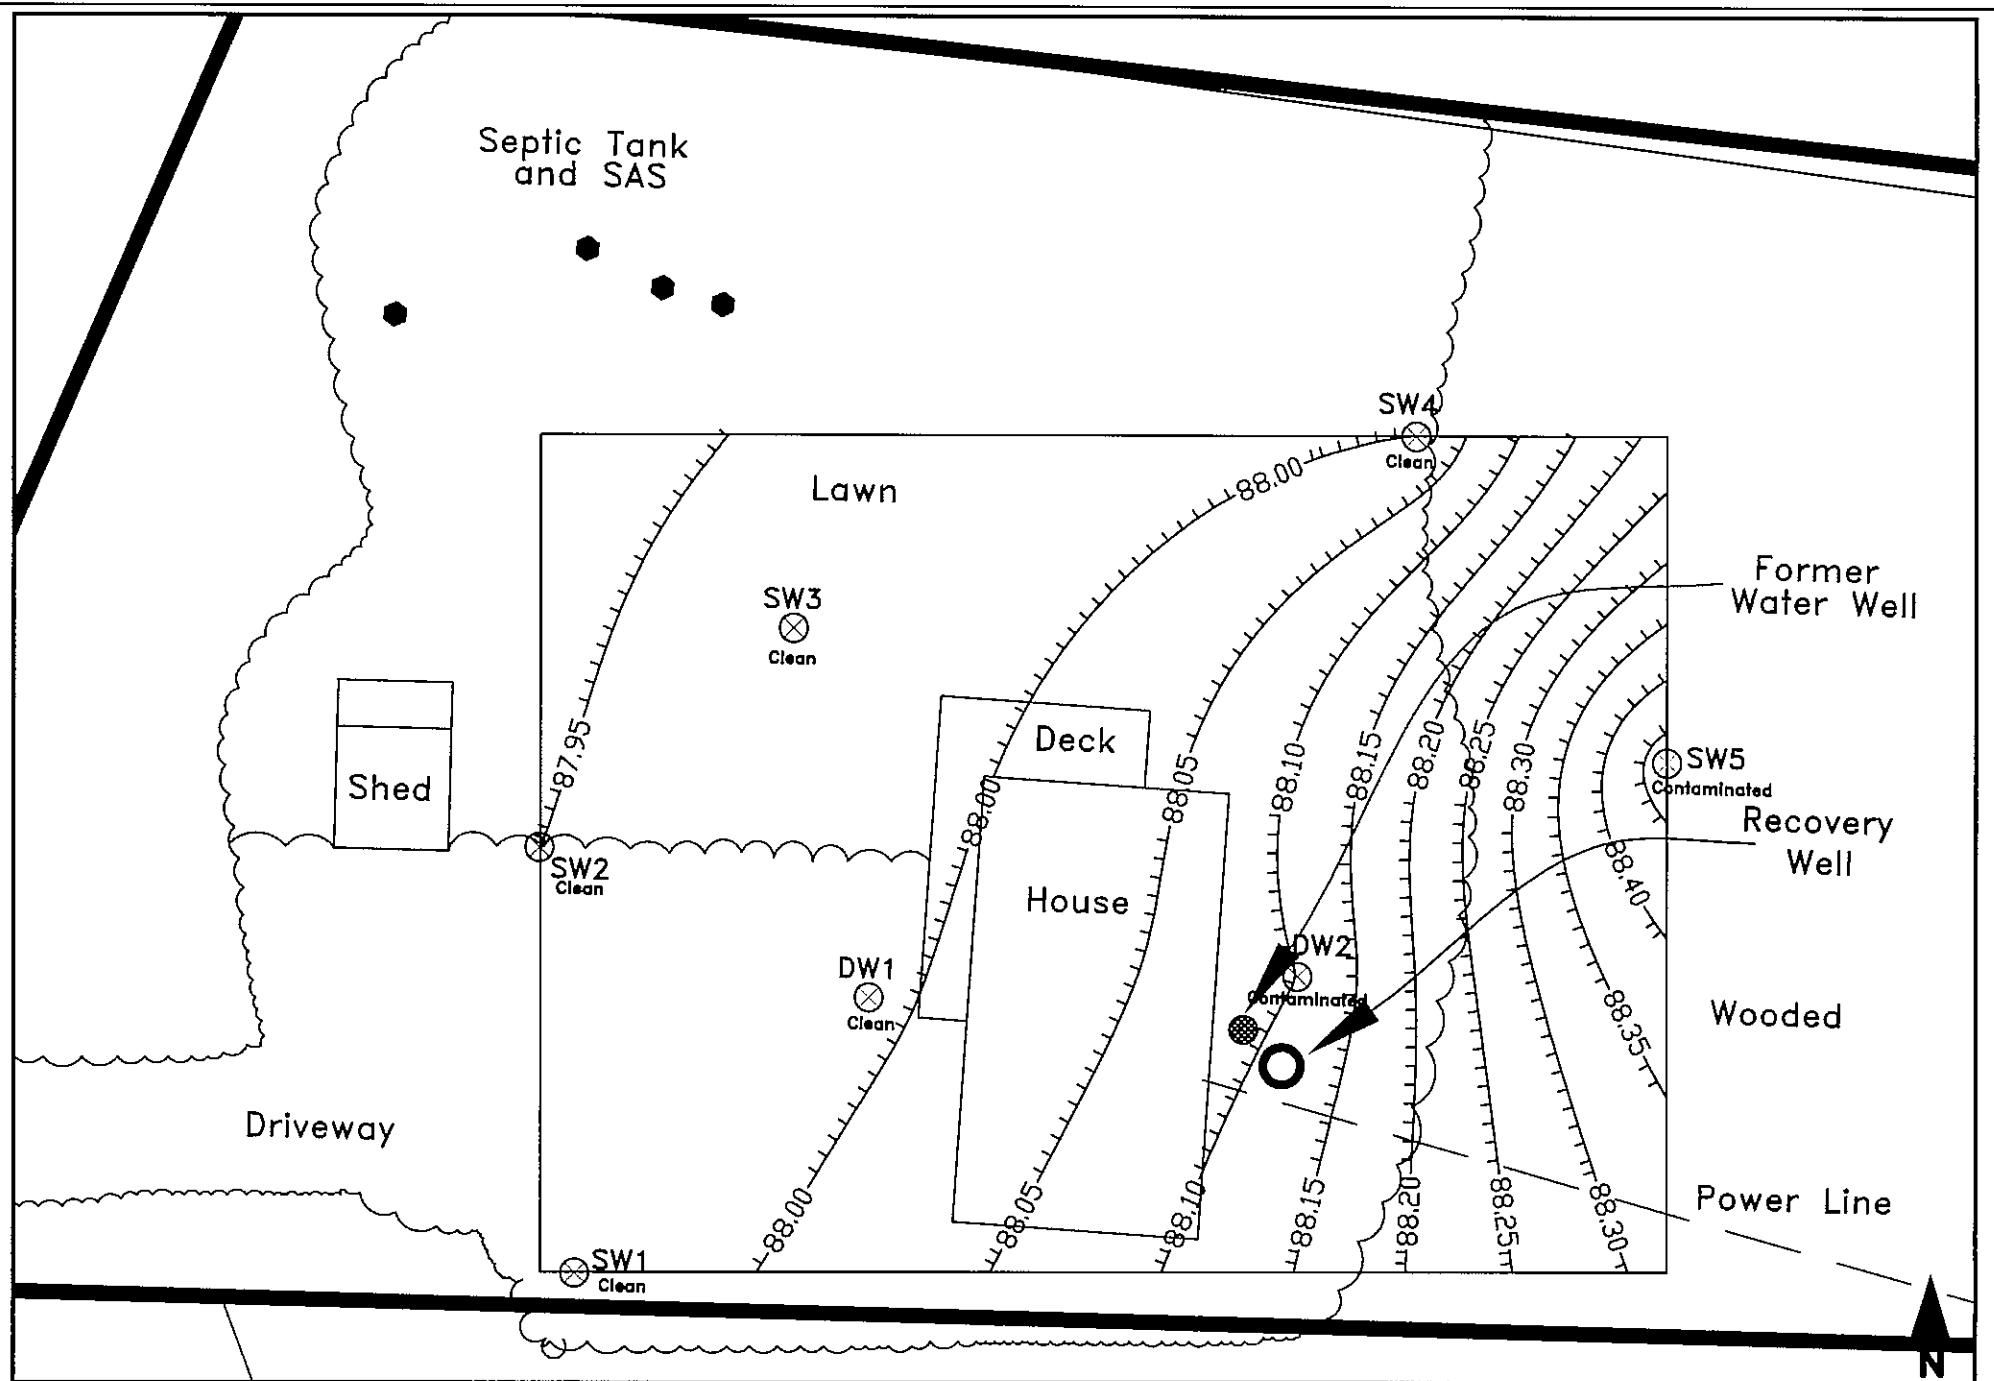 Septic Tank
and SAS
SW4
Clean
88.00
Lawn
Former
Water Well
SW3
Clean
87.95
Deck
88.05
88.10
88.15
88.20
88.25
88.30
SW5
Contaminated
Shed
88.00
Recovery
Well
SW2
Clean
88.40
House
DW2
Contaminated
DW1
Clean
88.35
Wooded
Driveway
Power Line
88.00
88.05
88.10
88.15
88.20
88.25
88.30
SW1
Clean
N